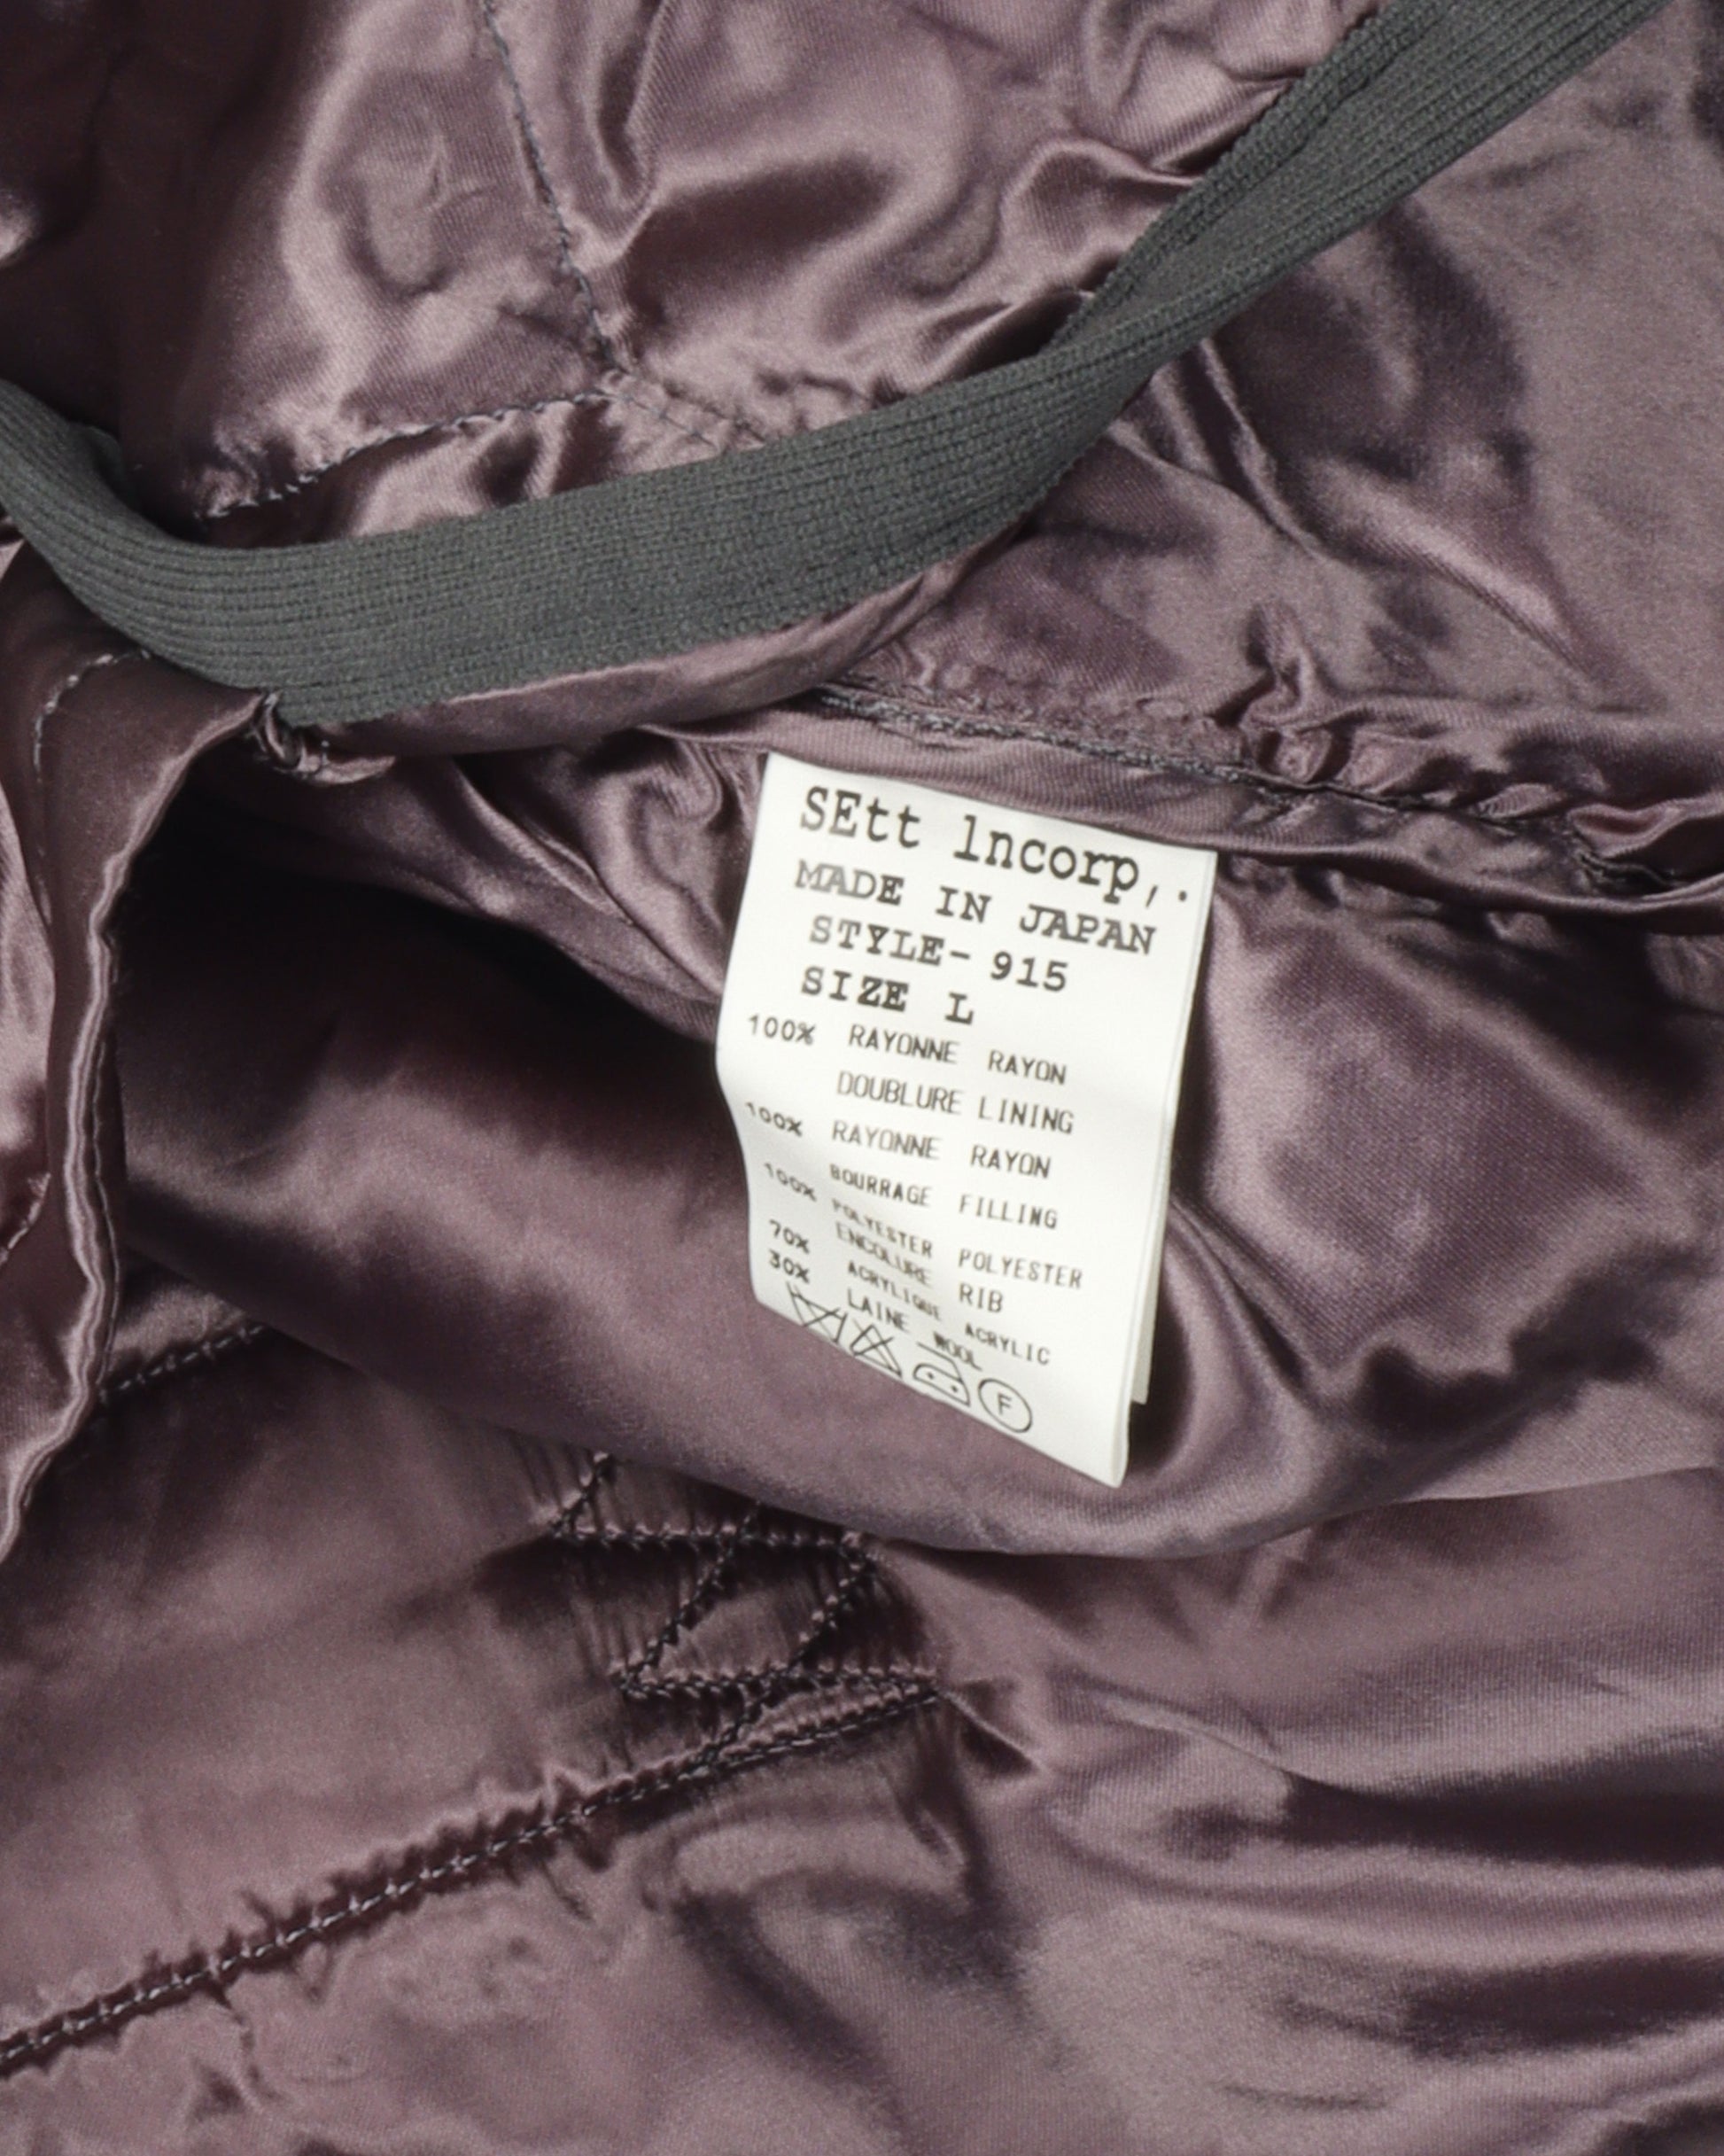 SEtt lncorp,.
MADE IN JAPAN
STYLE- 915
SIZE L
100% RAYONNE RAYON
DOUBLURE LINING
100% RAYONNE RAYON
BOURRAGE FILLING
100% POLYESTER POLYESTER
ENCOLURE RIB
70% ACRYLIQUE ACRYLIC
30% LAINE WOOL
F